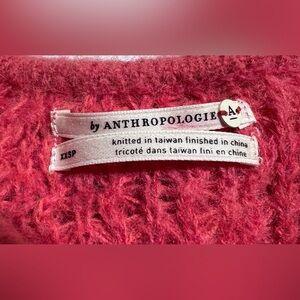 by ANTHROPOLOGIE
A
XXSP
knitted in taiwan finished in china
tricoté dans taiwan fini en chine